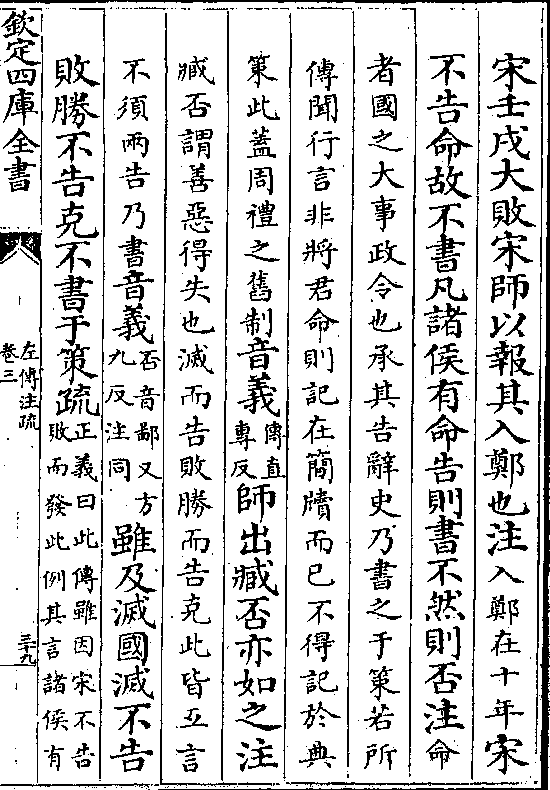 宋壬戌大敗宋師以報其入鄭也注入鄭在十年宋
不告命故不書凡諸侯有命告則書不然則否注命
者國之大事政令也承其告辭史乃書之于策若所
傳聞行言非將君命則記在簡牘而已不得記於典
策此蓋周禮之舊制音義傳直專反師出臧否亦如之注
臧否謂善惡得失也滅而告敗勝而告克此皆互言
不須兩告乃書音義否音鄙又方九反注同雖及滅國滅不告
敗勝不告克不書于策疏正義曰此傳雖因宋不告敗而發此例其言諸侯有
欽定四庫全書
左傳注疏
卷三
三十九